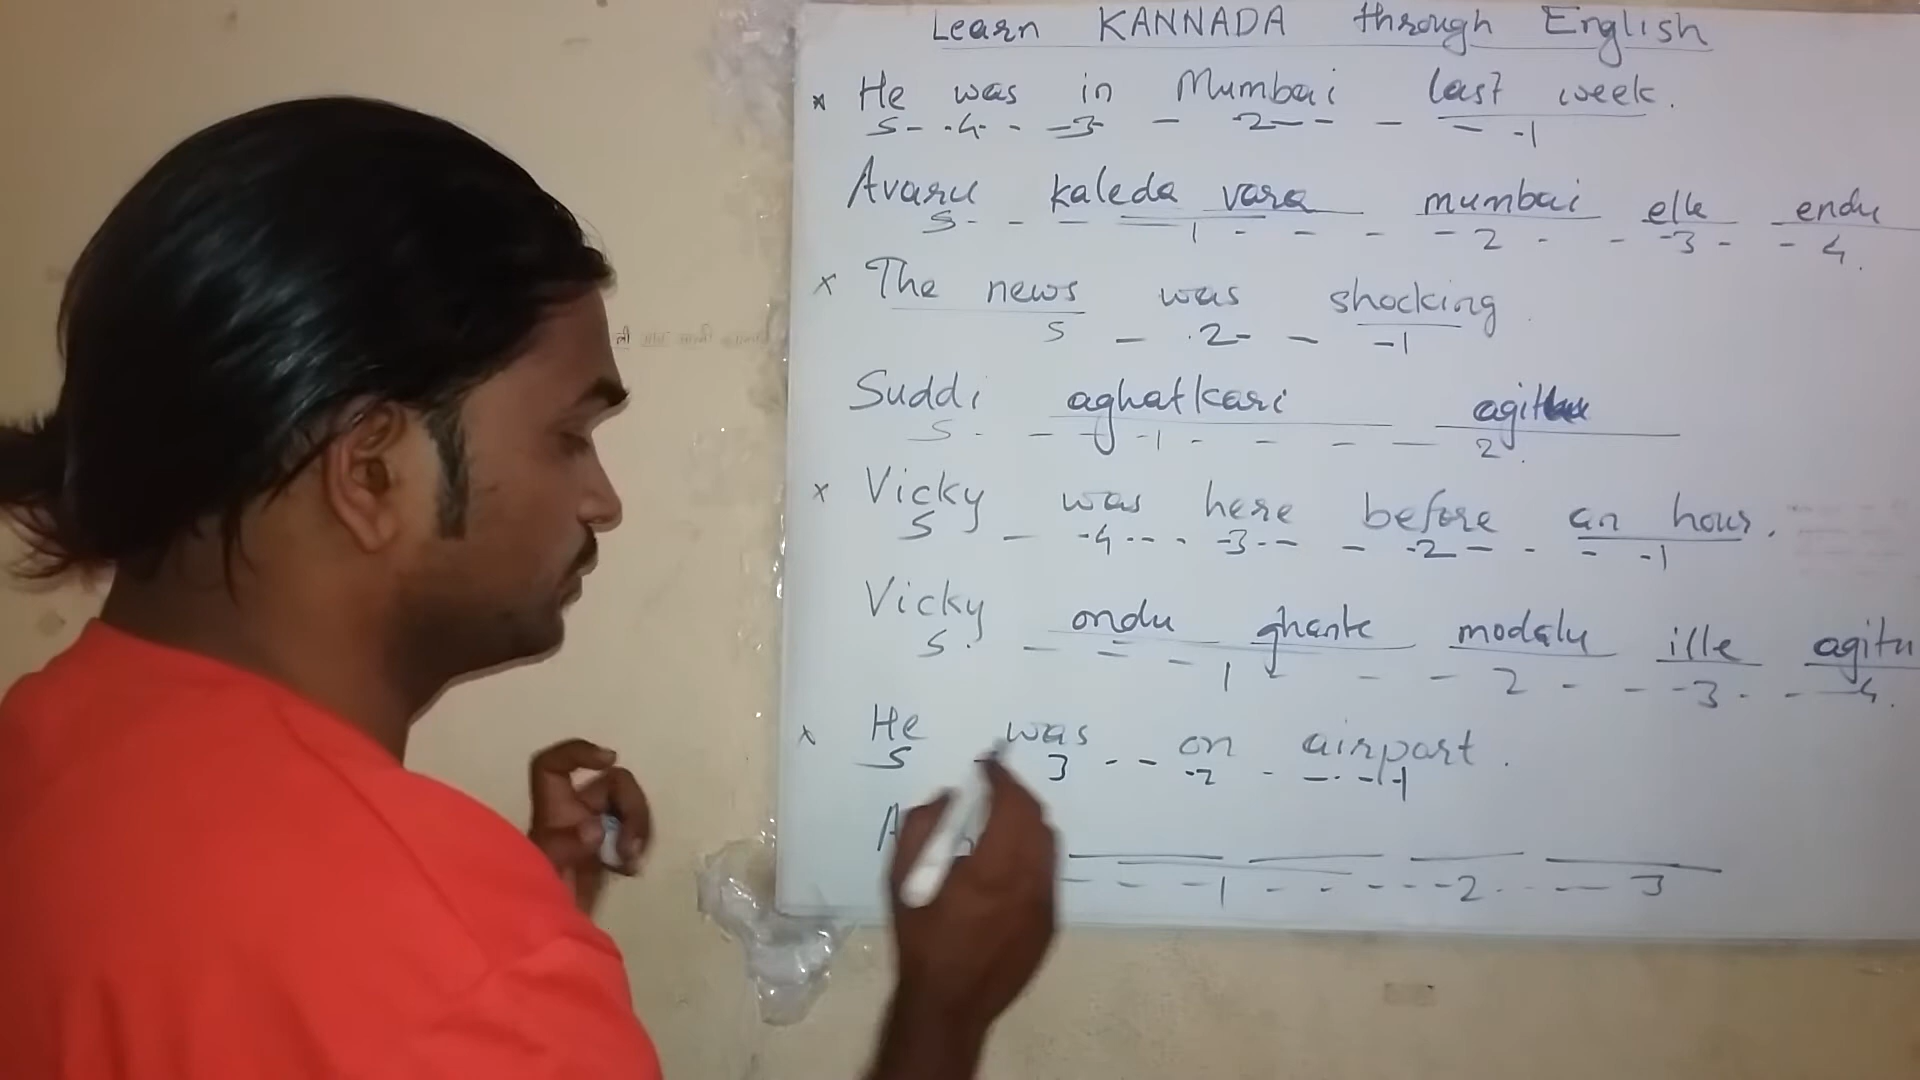 Learn KANNADA through English
* He was in Mumbai last week.
S 4 3 2 1
Avaru kaleda vara mumbai elle endu
S 1 2 3 4
x The news was shocking
S 2 1
Suddi aghatkari
S 1 2
x Vicky was here before an hour.
S 4 3 2 1
Vicky ondu ghante modalu ille agitu
S 1 2 3 4
x He was on airport.
S 3 2 1
1 2 3